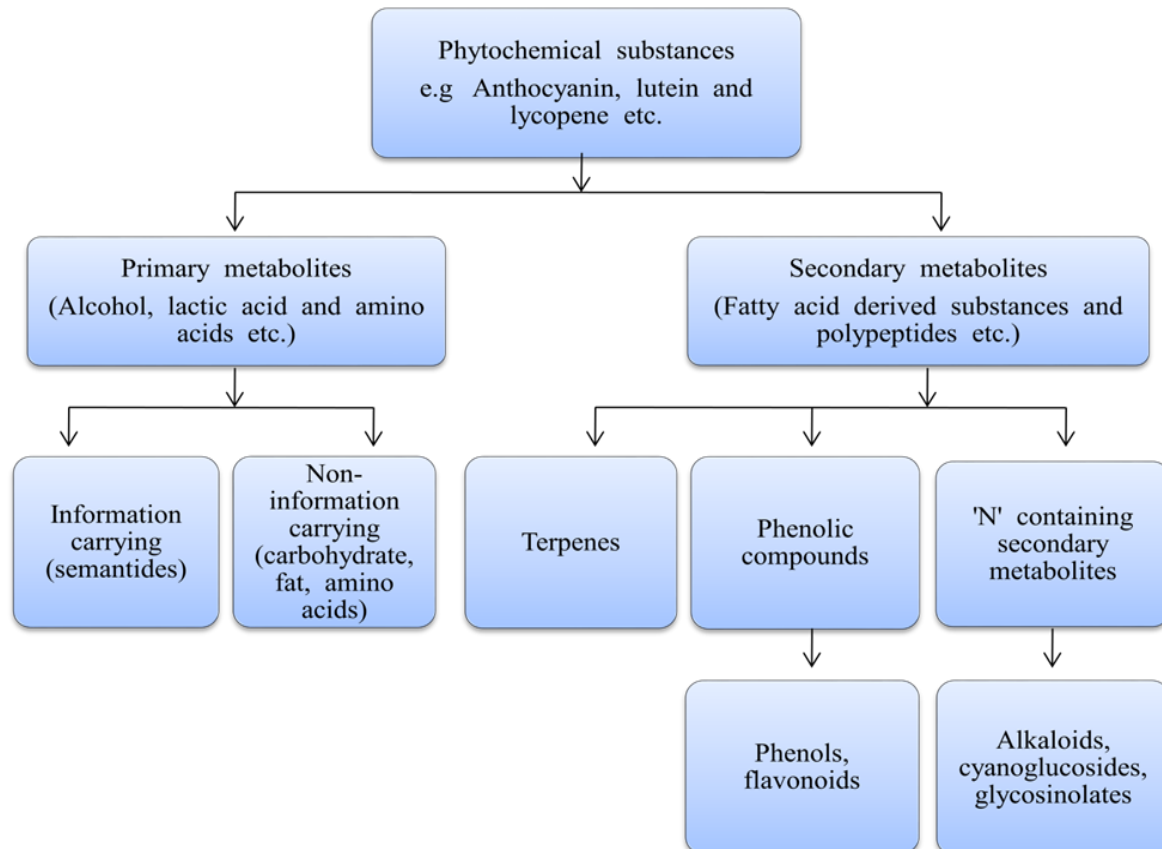 Phytochemical substances
e.g Anthocyanin, lutein and
lycopene etc.
Primary metabolites
(Alcohol, lactic acid and amino
acids etc.)
Secondary metabolites
(Fatty acid derived substances and
polypeptides etc.)
Information
carrying
(semantides)
Non-
information
carrying
(carbohydrate,
fat, amino
acids)
Terpenes
Phenolic
compounds
'N' containing
secondary
metabolites
Phenols,
flavonoids
Alkaloids,
cyanoglucosides,
glycosinolates